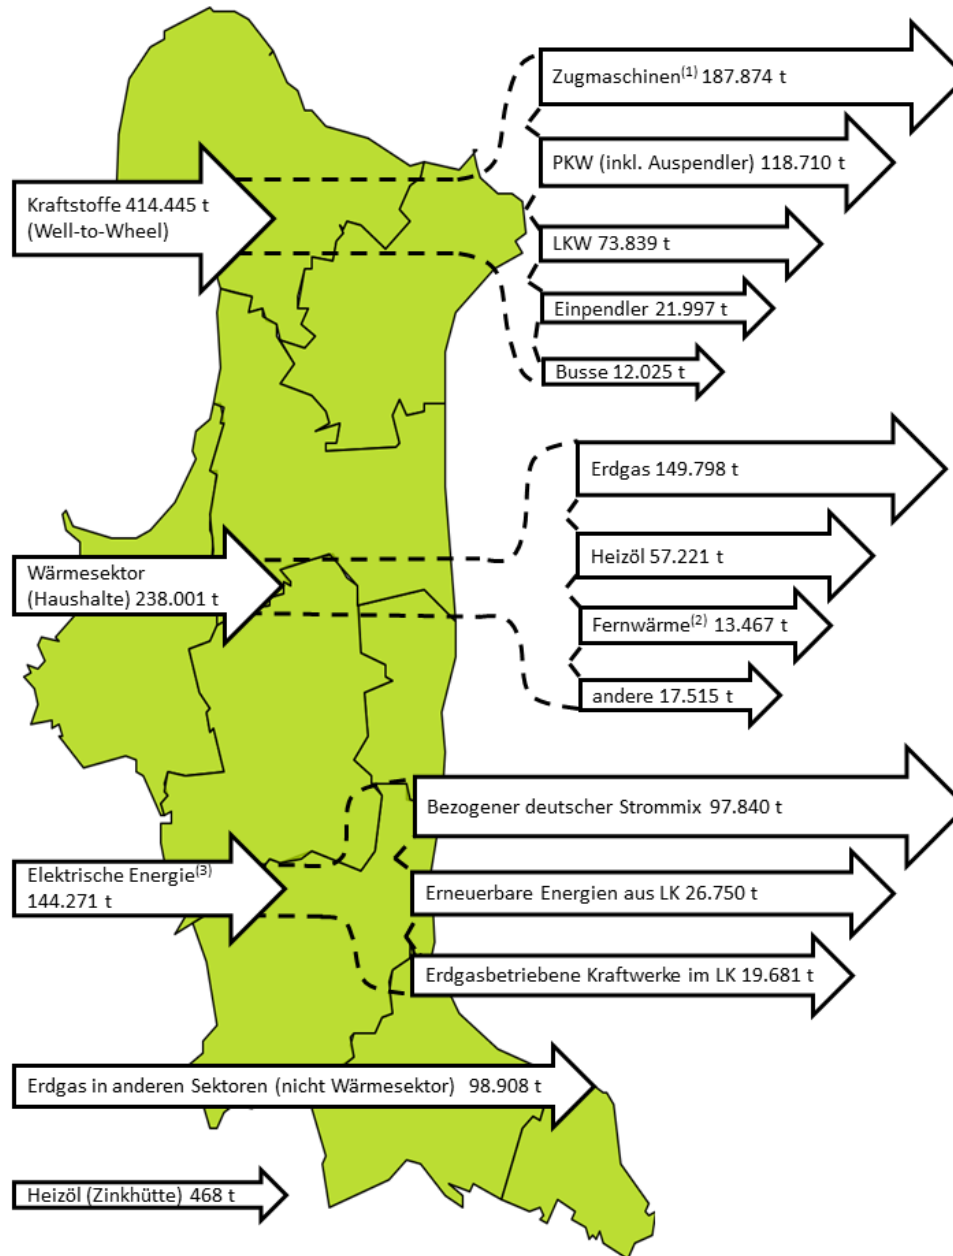 Zugmaschinen(1) 187.874 t
PKW (inkl. Auspendler) 118.710 t
Kraftstoffe 414.445 t
(Well-to-Wheel)
LKW 73.839 t
Einpendler 21.997 t
Busse 12.025 t
Erdgas 149.798 t
Heizöl 57.221 t
Wärmesektor
(Haushalte) 238.001 t
Fernwärme(2) 13.467 t
andere 17.515 t
Bezogener deutscher Strommix 97.840 t
Elektrische Energie(3)
144.271 t
Erneuerbare Energien aus LK 26.750 t
Erdgasbetriebene Kraftwerke im LK 19.681 t
Erdgas in anderen Sektoren (nicht Wärmesektor) 98.908 t
Heizöl (Zinkhütte) 468 t